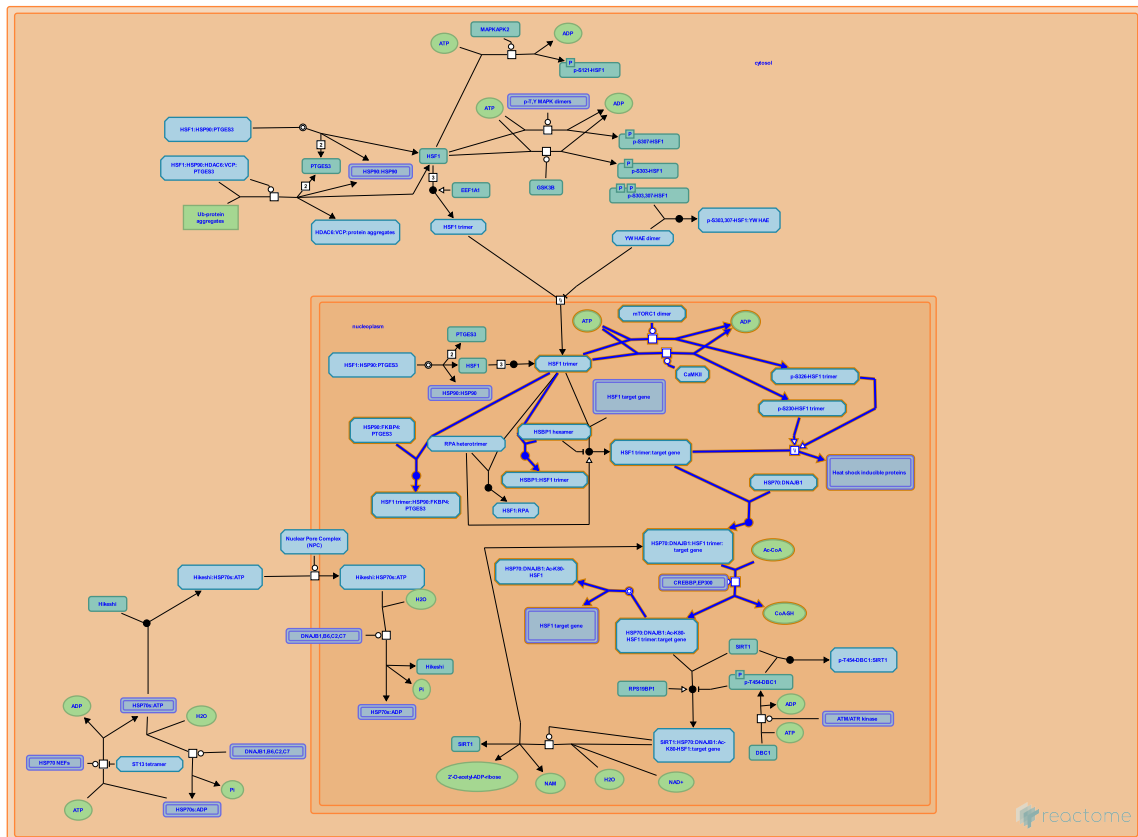 MAPKAPK2
ATP
ADP
P
p-S121-HSF1
cytosol
p-T,Y MAPK dimers
ATP
ADP
HSF1:HSP90:PTGES3
2
P
p-S307-HSF1
HSF1
HSF1:HSP90:HDAC6:VCP:
PTGES3
PTGES3
HSP90:HSP90
P
p-S303-HSF1
3
2
EEF1A1
GSK3B
P P
p-S303,307-HSF1
Ub-protein
aggregates
HDAC6:VCP:protein aggregates
HSF1 trimer
p-S303,307-HSF1:YWHAE
YWHAE dimer
nucleoplasm
ATP
mTORC1 dimer
ADP
PTGES3
2
HSF1:HSP90:PTGES3
HSF1
3
HSF1 trimer
CaMKII
p-S326-HSF1 trimer
HSP90:HSP90
HSF1 target gene
p-S230-HSF1 trimer
HSP90:FKBP4:
PTGES3
HSBP1 hexamer
RPA heterotrimer
HSF1 trimer:target gene
Heat shock inducible proteins
HSBP1:HSF1 trimer
HSP70:DNAJB1
HSF1 trimer:HSP90:FKBP4:
PTGES3
HSF1:RPA
Nuclear Pore Complex
(NPC)
HSP70:DNAJB1:HSF1 trimer:
target gene
Ac-CoA
Hikeshi:HSP70s:ATP
Hikeshi:HSP70s:ATP
HSP70:DNAJB1:Ac-K80-
HSF1
CREBBP,EP300
H2O
Hikeshi
HSF1 target gene
CoA-SH
DNAJB1,B6,C2,C7
HSP70:DNAJB1:Ac-K80-
HSF1 trimer:target gene
SIRT1
p-T454-DBC1:SIRT1
Hikeshi
P
p-T454-DBC1
Pi
RPS19BP1
HSP70s:ADP
ADP
HSP70s:ATP
ADP
H2O
ATM/ATR kinase
ATP
SIRT1
SIRT1:HSP70:DNAJB1:Ac-
K80-HSF1:target gene
DBC1
DNAJB1,B6,C2,C7
HSP70 NEFs
ST13 tetramer
2'-O-acetyl-ADP-ribose
NAM
H2O
NAD+
Pi
ATP
HSP70s:ADP
reactome